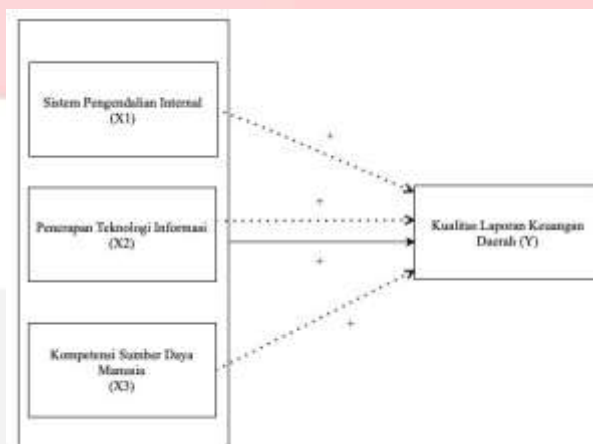 Sistem Pengendalian Internal
(X1)
+
+
Penerapan Teknologi Informasi
(X2)
Kualitas Laporan Keuangan
Daerah (Y)
+
+
Kompetensi Sumber Daya
Manusia
(X3)